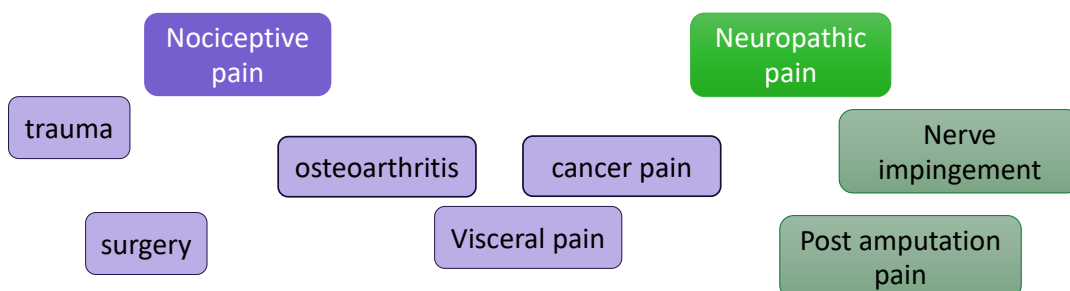 Nociceptive
pain
Neuropathic
pain
trauma
osteoarthritis
cancer pain
Nerve
impingement
surgery
Visceral pain
Post amputation
pain